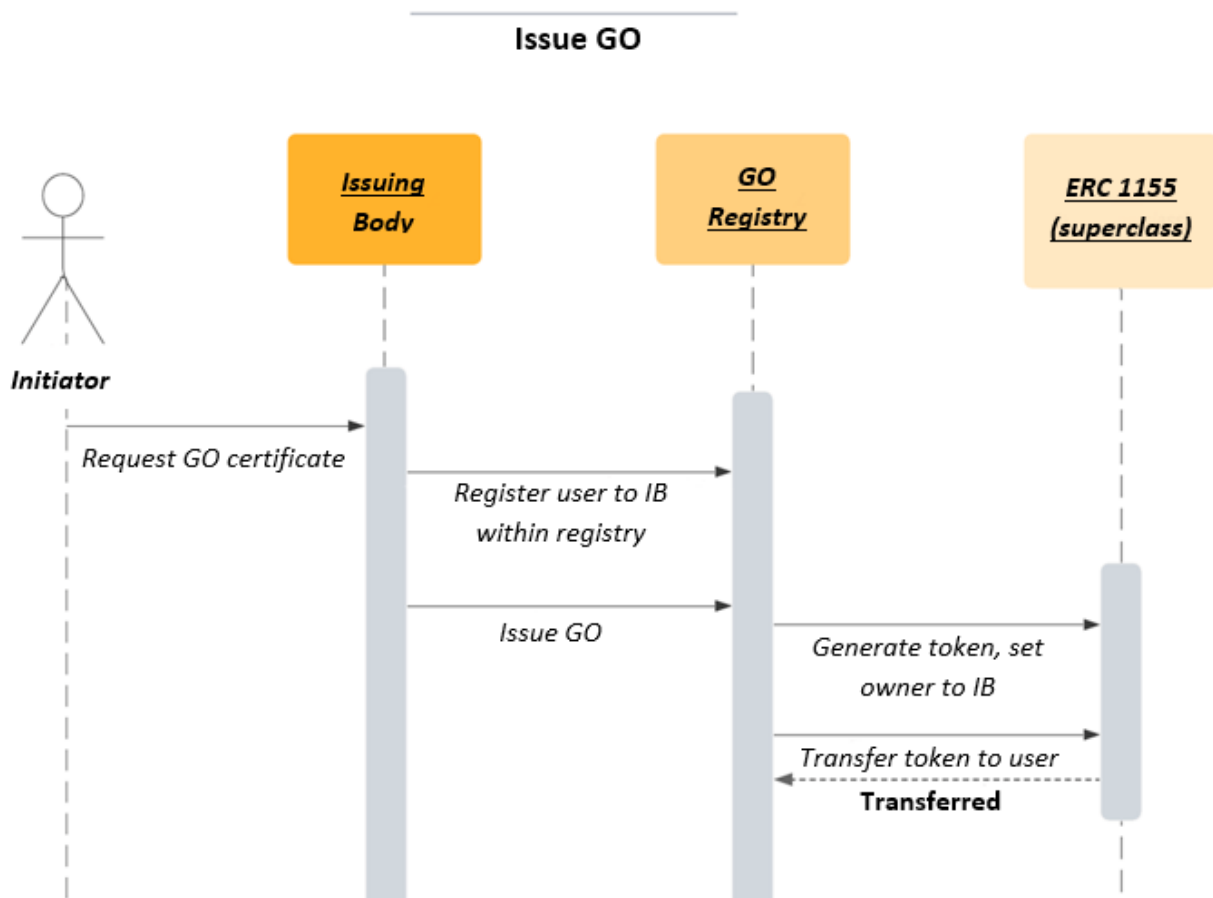 Issue GO
Issuing
Body
GO
Registry
ERC 1155
(superclass)
Initiator
Request GO certificate
Register user to IB
within registry
Issue GO
Generate token, set
owner to IB
Transfer token to user
Transferred